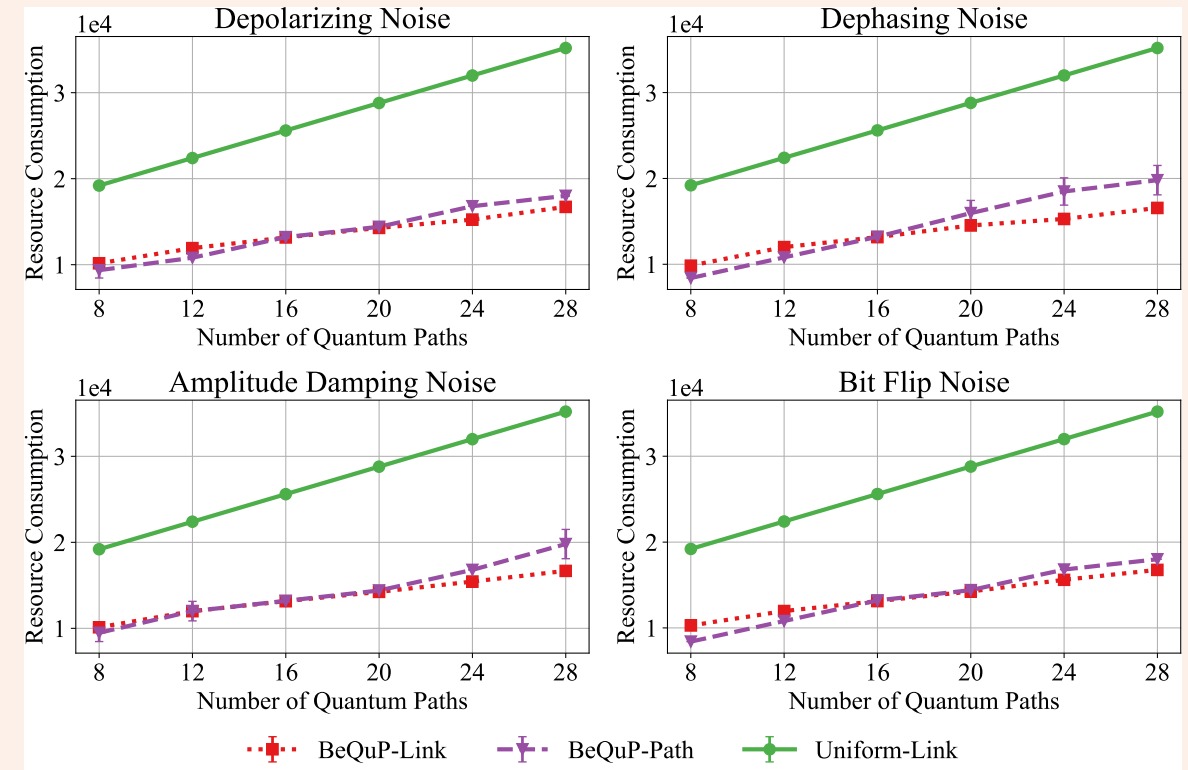 Depolarizing Noise
1e4
Resource Consumption
3
2
1
8 12 16 20 24 28
Number of Quantum Paths
Dephasing Noise
1e4
Resource Consumption
3
2
1
8 12 16 20 24 28
Number of Quantum Paths
Amplitude Damping Noise
1e4
Resource Consumption
3
2
1
8 12 16 20 24 28
Number of Quantum Paths
Bit Flip Noise
1e4
Resource Consumption
3
2
1
8 12 16 20 24 28
Number of Quantum Paths
BeQuP-Link BeQuP-Path Uniform-Link